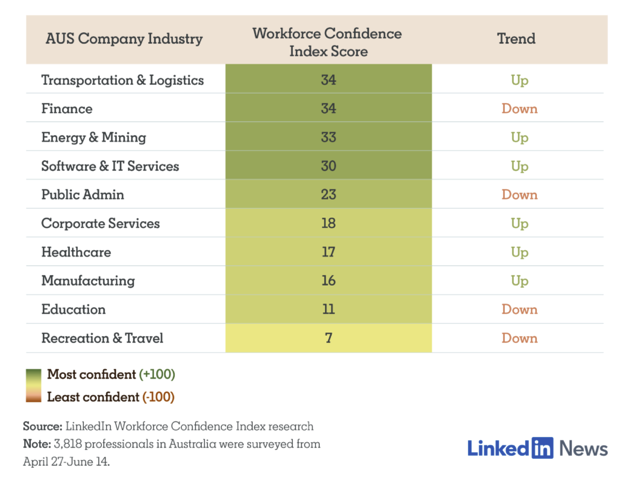 AUS Company Industry Workforce Confidence Index Score Trend
Transportation & Logistics 34 Up
Finance 34 Down
Energy & Mining 33 Up
Software & IT Services 30 Up
Public Admin 23 Down
Corporate Services 18 Up
Healthcare 17 Up
Manufacturing 16 Up
Education 11 Down
Recreation & Travel 7 Down
Most confident (+100)
Least confident (-100)
Source: LinkedIn Workforce Confidence Index research
Note: 3,818 professionals in Australia were surveyed from
April 27-June 14.
LinkedIn News